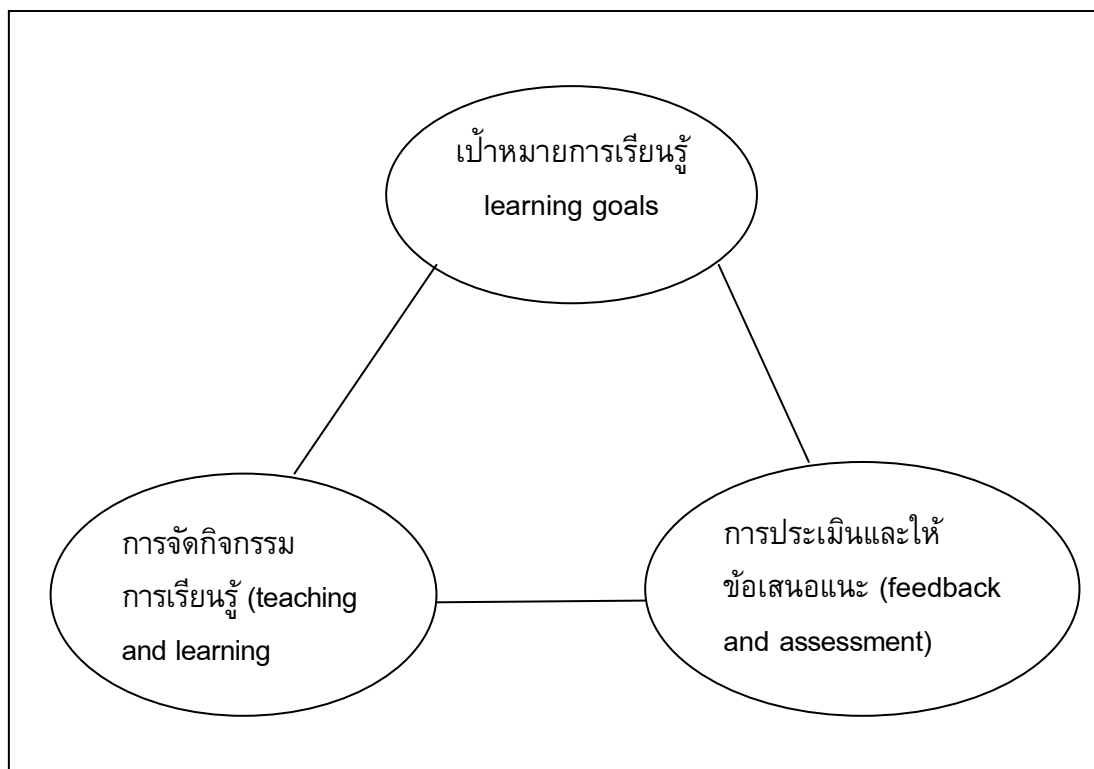 เป้าหมายการเรียนรู้
learning goals
การจัดกิจกรรม
การเรียนรู้ (teaching
and learning
การประเมินและให้
ข้อเสนอแนะ (feedback
and assessment)